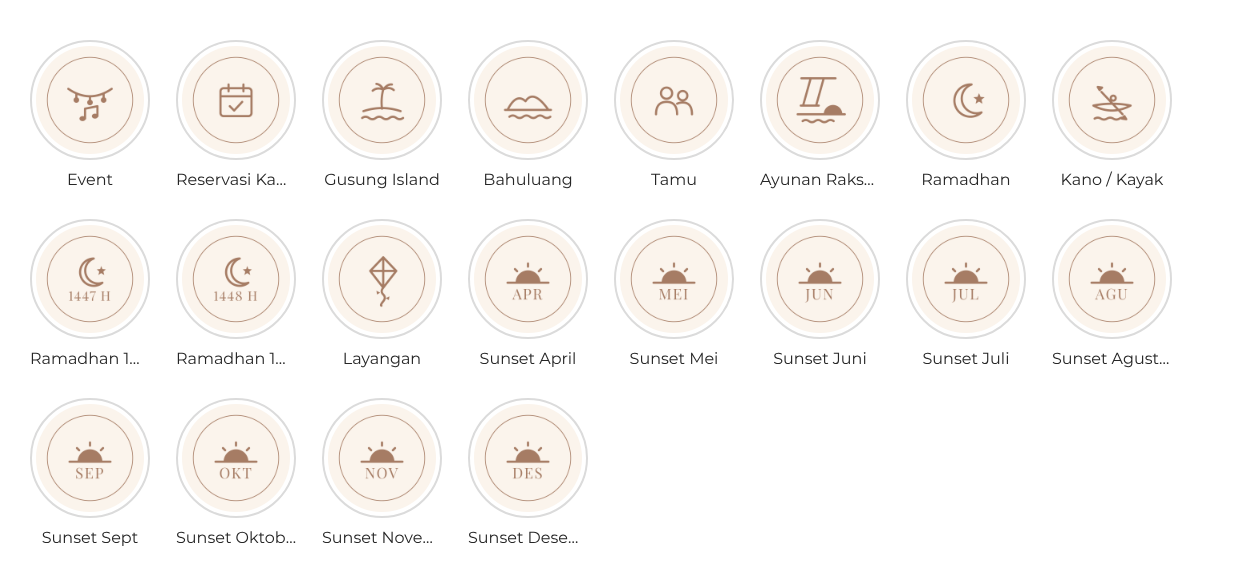 Event
Reservasi Ka...
Gusung Island
Bahuluang
Tamu
Ayunan Raks...
Ramadhan
Kano / Kayak
1447 H
Ramadhan 1...
1448 H
Ramadhan 1...
Layangan
APR
Sunset April
MEI
Sunset Mei
JUN
Sunset Juni
JUL
Sunset Juli
AGU
Sunset Agust...
SEP
Sunset Sept
OKT
Sunset Oktob...
NOV
Sunset Nove...
DES
Sunset Dese...